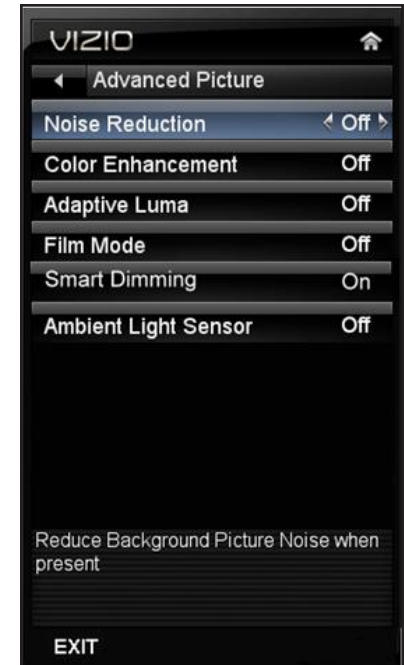 VIZIO
Advanced Picture
Noise Reduction Off
Color Enhancement Off
Adaptive Luma Off
Film Mode Off
Smart Dimming On
Ambient Light Sensor Off
Reduce Background Picture Noise when
present
EXIT